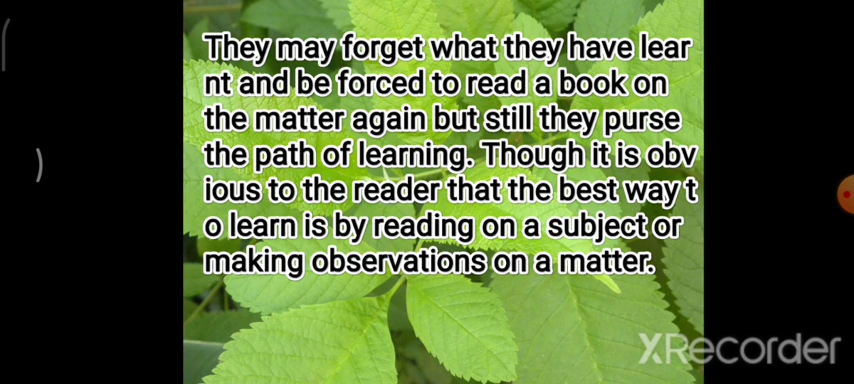 They may forget what they have lear
nt and be forced to read a book on
the matter again but still they purse
the path of learning. Though it is obv
ious to the reader that the best way t
o learn is by reading on a subject or
making observations on a matter.
XRecorder